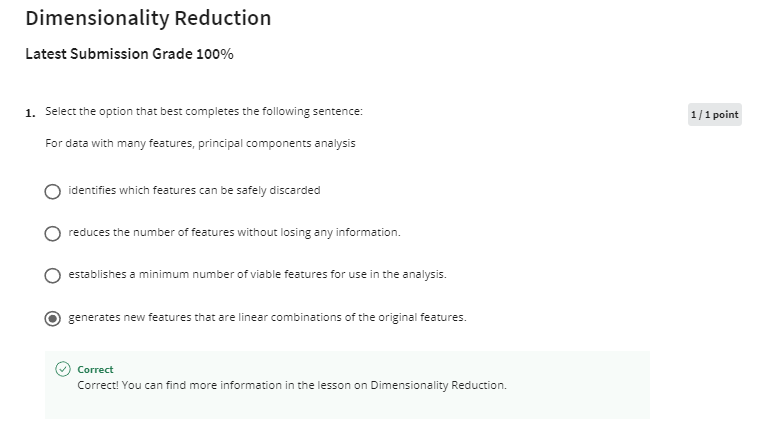 Dimensionality Reduction
Latest Submission Grade 100%
1. Select the option that best completes the following sentence:
1 / 1 point
For data with many features, principal components analysis
identifies which features can be safely discarded
reduces the number of features without losing any information.
establishes a minimum number of viable features for use in the analysis.
generates new features that are linear combinations of the original features.
Correct
Correct! You can find more information in the lesson on Dimensionality Reduction.